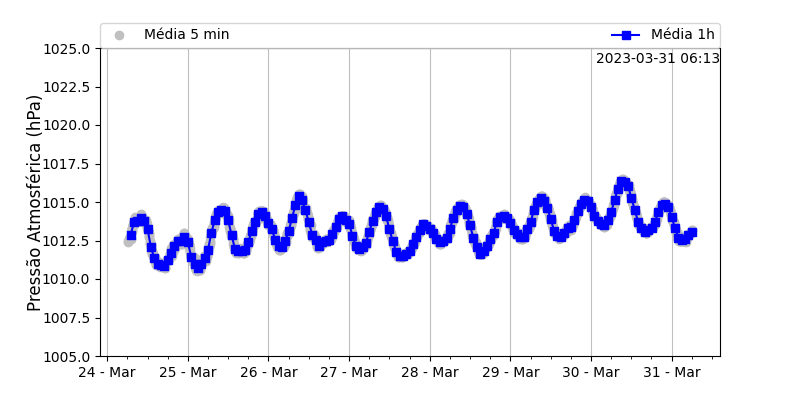 Média 5 min
Média 1h
2023-03-31 06:13
Pressão Atmosférica (hPa)
1025.0
1022.5
1020.0
1017.5
1015.0
1012.5
1010.0
1007.5
1005.0
24 - Mar
25 - Mar
26 - Mar
27 - Mar
28 - Mar
29 - Mar
30 - Mar
31 - Mar